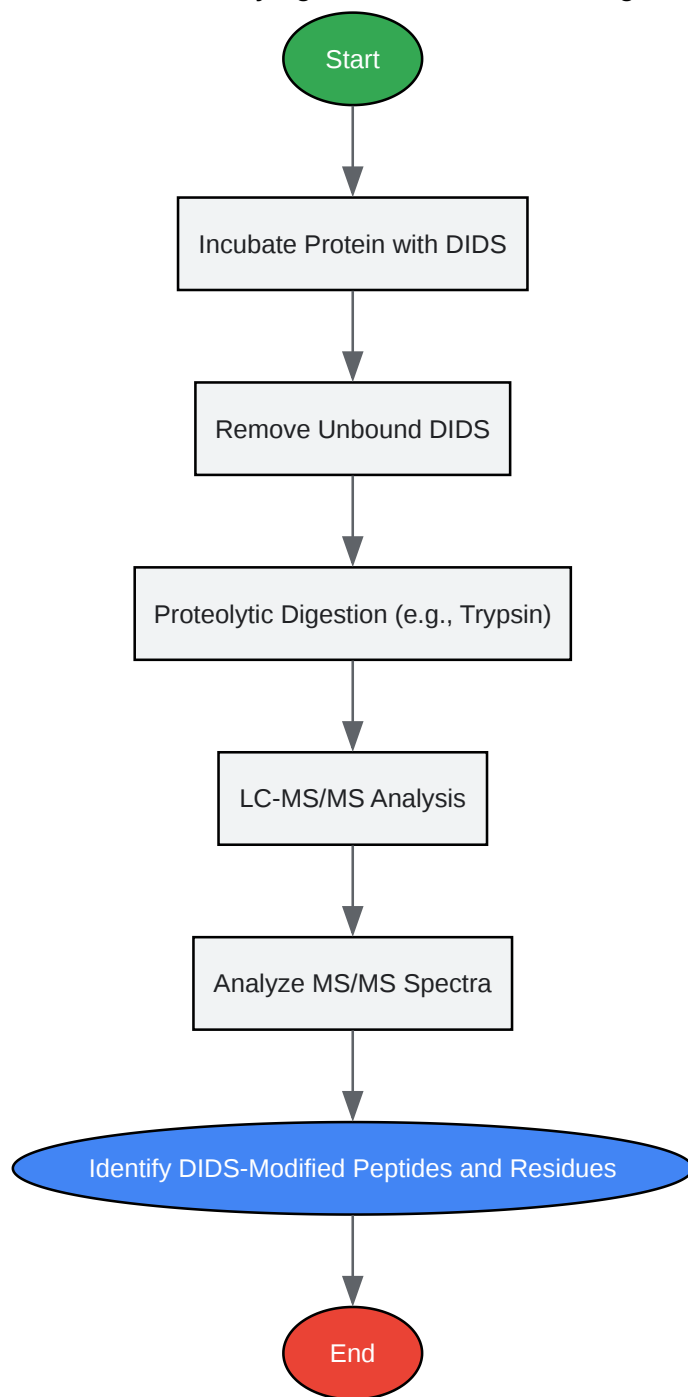 Start
Incubate Protein with DIDS
Remove Unbound DIDS
Proteolytic Digestion (e.g., Trypsin)
LC-MS/MS Analysis
Analyze MS/MS Spectra
Identify DIDS-Modified Peptides and Residues
End